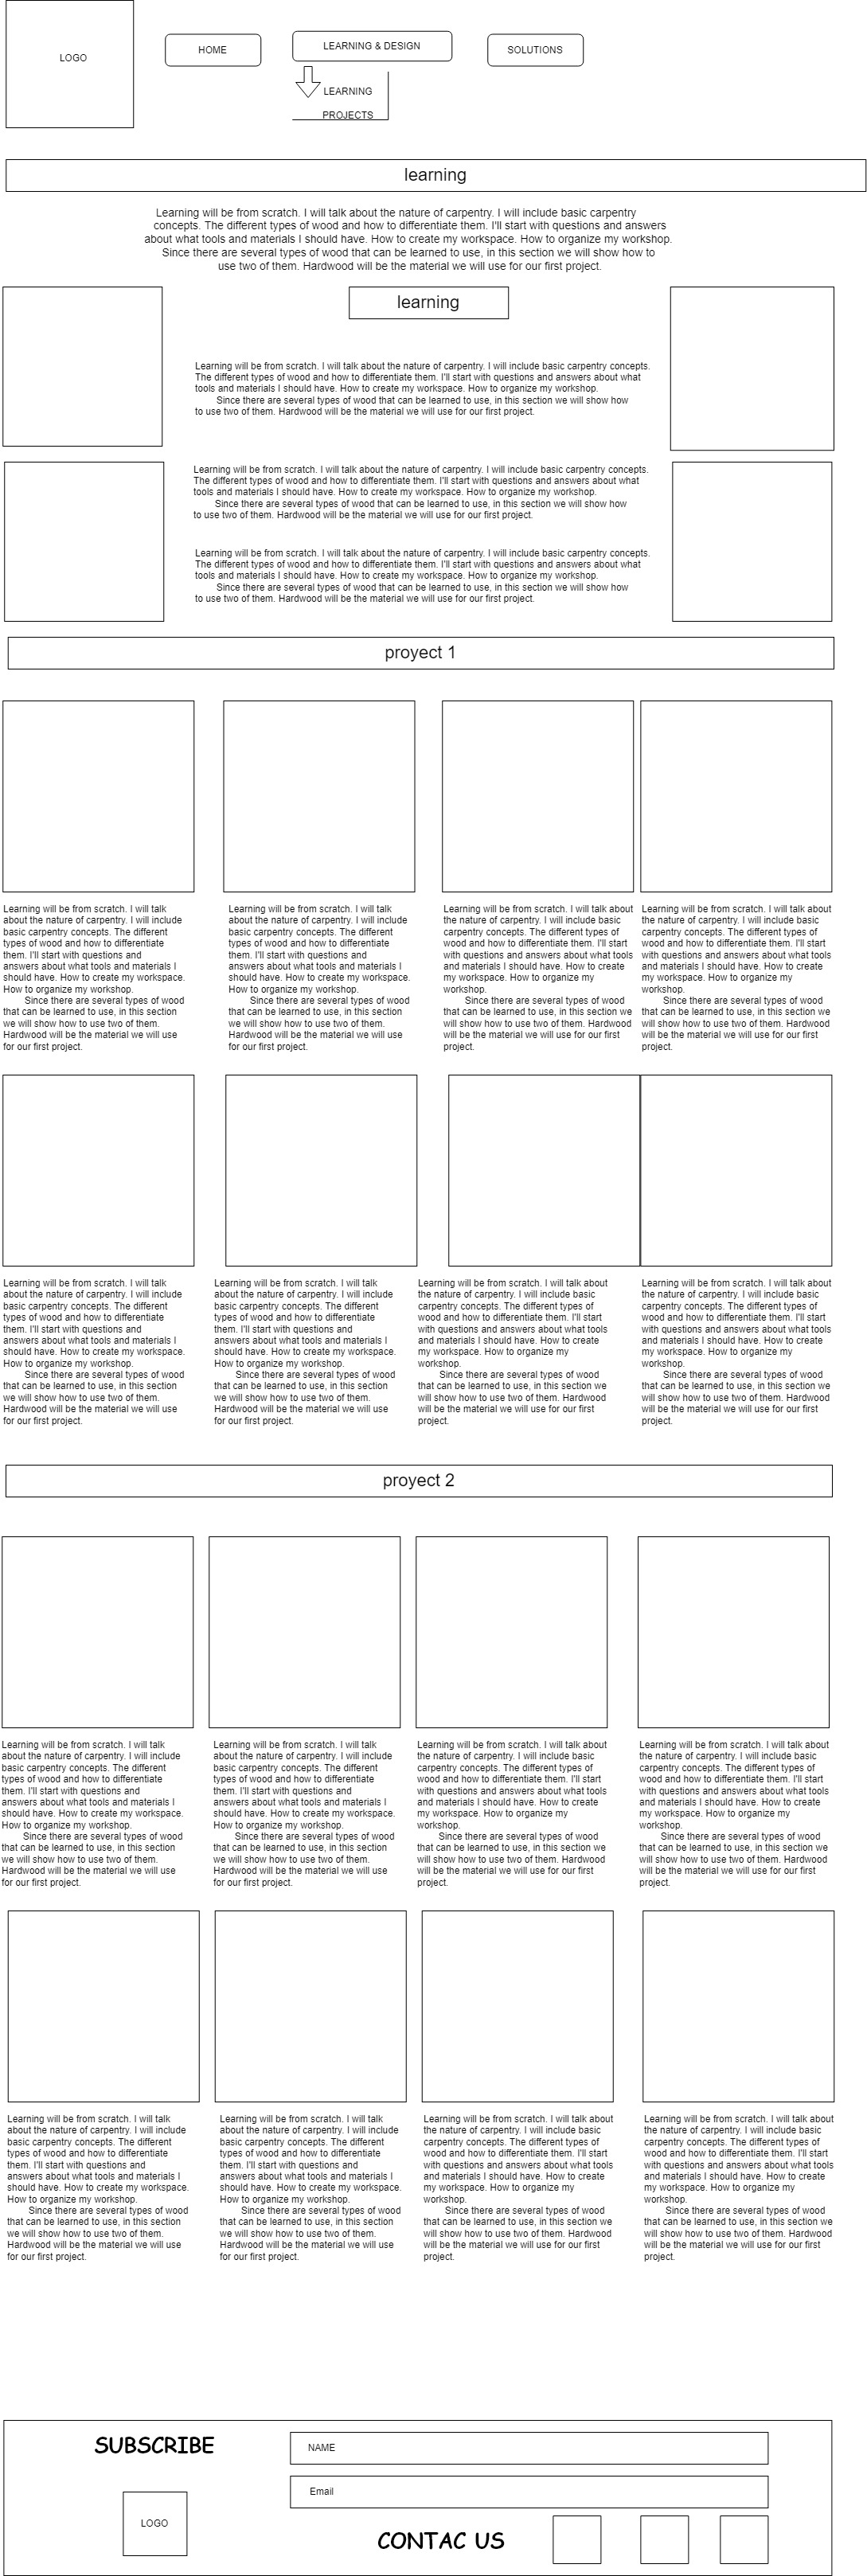 LOGO
HOME
LEARNING & DESIGN
SOLUTIONS
LEARNING
PROJECTS
learning
Learning will be from scratch. I will talk about the nature of carpentry. I will include basic carpentry
concepts. The different types of wood and how to differentiate them. I'll start with questions and answers
about what tools and materials I should have. How to create my workspace. How to organize my workshop.
Since there are several types of wood that can be learned to use, in this section we will show how to
use two of them. Hardwood will be the material we will use for our first project.
learning
Learning will be from scratch. I will talk about the nature of carpentry. I will include basic carpentry concepts.
The different types of wood and how to differentiate them. I'll start with questions and answers about what
tools and materials I should have. How to create my workspace. How to organize my workshop.
Since there are several types of wood that can be learned to use, in this section we will show how
to use two of them. Hardwood will be the material we will use for our first project.
Learning will be from scratch. I will talk about the nature of carpentry. I will include basic carpentry concepts.
The different types of wood and how to differentiate them. I'll start with questions and answers about what
tools and materials I should have. How to create my workspace. How to organize my workshop.
Since there are several types of wood that can be learned to use, in this section we will show how
to use two of them. Hardwood will be the material we will use for our first project.
Learning will be from scratch. I will talk about the nature of carpentry. I will include basic carpentry concepts.
The different types of wood and how to differentiate them. I'll start with questions and answers about what
tools and materials I should have. How to create my workspace. How to organize my workshop.
Since there are several types of wood that can be learned to use, in this section we will show how
to use two of them. Hardwood will be the material we will use for our first project.
proyect 1
Learning will be from scratch. I will talk
about the nature of carpentry. I will include
basic carpentry concepts. The different
types of wood and how to differentiate
them. I'll start with questions and
answers about what tools and materials I
should have. How to create my workspace.
How to organize my workshop.
Since there are several types of wood
that can be learned to use, in this section
we will show how to use two of them.
Hardwood will be the material we will use
for our first project.
Learning will be from scratch. I will talk
about the nature of carpentry. I will include
basic carpentry concepts. The different
types of wood and how to differentiate
them. I'll start with questions and
answers about what tools and materials I
should have. How to create my workspace.
How to organize my workshop.
Since there are several types of wood
that can be learned to use, in this section
we will show how to use two of them.
Hardwood will be the material we will use
for our first project.
Learning will be from scratch. I will talk about
the nature of carpentry. I will include basic
carpentry concepts. The different types of
wood and how to differentiate them. I'll start
with questions and answers about what tools
and materials I should have. How to create
my workspace. How to organize my
workshop.
Since there are several types of wood
that can be learned to use, in this section we
will show how to use two of them. Hardwood
will be the material we will use for our first
project.
Learning will be from scratch. I will talk about
the nature of carpentry. I will include basic
carpentry concepts. The different types of
wood and how to differentiate them. I'll start
with questions and answers about what tools
and materials I should have. How to create
my workspace. How to organize my
workshop.
Since there are several types of wood
that can be learned to use, in this section we
will show how to use two of them. Hardwood
will be the material we will use for our first
project.
Learning will be from scratch. I will talk
about the nature of carpentry. I will include
basic carpentry concepts. The different
types of wood and how to differentiate
them. I'll start with questions and
answers about what tools and materials I
should have. How to create my workspace.
How to organize my workshop.
Since there are several types of wood
that can be learned to use, in this section
we will show how to use two of them.
Hardwood will be the material we will use
for our first project.
Learning will be from scratch. I will talk
about the nature of carpentry. I will include
basic carpentry concepts. The different
types of wood and how to differentiate
them. I'll start with questions and
answers about what tools and materials I
should have. How to create my workspace.
How to organize my workshop.
Since there are several types of wood
that can be learned to use, in this section
we will show how to use two of them.
Hardwood will be the material we will use
for our first project.
Learning will be from scratch. I will talk about
the nature of carpentry. I will include basic
carpentry concepts. The different types of
wood and how to differentiate them. I'll start
with questions and answers about what tools
and materials I should have. How to create
my workspace. How to organize my
workshop.
Since there are several types of wood
that can be learned to use, in this section we
will show how to use two of them. Hardwood
will be the material we will use for our first
project.
Learning will be from scratch. I will talk about
the nature of carpentry. I will include basic
carpentry concepts. The different types of
wood and how to differentiate them. I'll start
with questions and answers about what tools
and materials I should have. How to create
my workspace. How to organize my
workshop.
Since there are several types of wood
that can be learned to use, in this section we
will show how to use two of them. Hardwood
will be the material we will use for our first
project.
proyect 2
Learning will be from scratch. I will talk
about the nature of carpentry. I will include
basic carpentry concepts. The different
types of wood and how to differentiate
them. I'll start with questions and
answers about what tools and materials I
should have. How to create my workspace.
How to organize my workshop.
Since there are several types of wood
that can be learned to use, in this section
we will show how to use two of them.
Hardwood will be the material we will use
for our first project.
Learning will be from scratch. I will talk
about the nature of carpentry. I will include
basic carpentry concepts. The different
types of wood and how to differentiate
them. I'll start with questions and
answers about what tools and materials I
should have. How to create my workspace.
How to organize my workshop.
Since there are several types of wood
that can be learned to use, in this section
we will show how to use two of them.
Hardwood will be the material we will use
for our first project.
Learning will be from scratch. I will talk about
the nature of carpentry. I will include basic
carpentry concepts. The different types of
wood and how to differentiate them. I'll start
with questions and answers about what tools
and materials I should have. How to create
my workspace. How to organize my
workshop.
Since there are several types of wood
that can be learned to use, in this section we
will show how to use two of them. Hardwood
will be the material we will use for our first
project.
Learning will be from scratch. I will talk about
the nature of carpentry. I will include basic
carpentry concepts. The different types of
wood and how to differentiate them. I'll start
with questions and answers about what tools
and materials I should have. How to create
my workspace. How to organize my
workshop.
Since there are several types of wood
that can be learned to use, in this section we
will show how to use two of them. Hardwood
will be the material we will use for our first
project.
Learning will be from scratch. I will talk
about the nature of carpentry. I will include
basic carpentry concepts. The different
types of wood and how to differentiate
them. I'll start with questions and
answers about what tools and materials I
should have. How to create my workspace.
How to organize my workshop.
Since there are several types of wood
that can be learned to use, in this section
we will show how to use two of them.
Hardwood will be the material we will use
for our first project.
Learning will be from scratch. I will talk
about the nature of carpentry. I will include
basic carpentry concepts. The different
types of wood and how to differentiate
them. I'll start with questions and
answers about what tools and materials I
should have. How to create my workspace.
How to organize my workshop.
Since there are several types of wood
that can be learned to use, in this section
we will show how to use two of them.
Hardwood will be the material we will use
for our first project.
Learning will be from scratch. I will talk about
the nature of carpentry. I will include basic
carpentry concepts. The different types of
wood and how to differentiate them. I'll start
with questions and answers about what tools
and materials I should have. How to create
my workspace. How to organize my
workshop.
Since there are several types of wood
that can be learned to use, in this section we
will show how to use two of them. Hardwood
will be the material we will use for our first
project.
Learning will be from scratch. I will talk about
the nature of carpentry. I will include basic
carpentry concepts. The different types of
wood and how to differentiate them. I'll start
with questions and answers about what tools
and materials I should have. How to create
my workspace. How to organize my
workshop.
Since there are several types of wood
that can be learned to use, in this section we
will show how to use two of them. Hardwood
will be the material we will use for our first
project.
SUBSCRIBE
NAME
Email
LOGO
CONTAC US